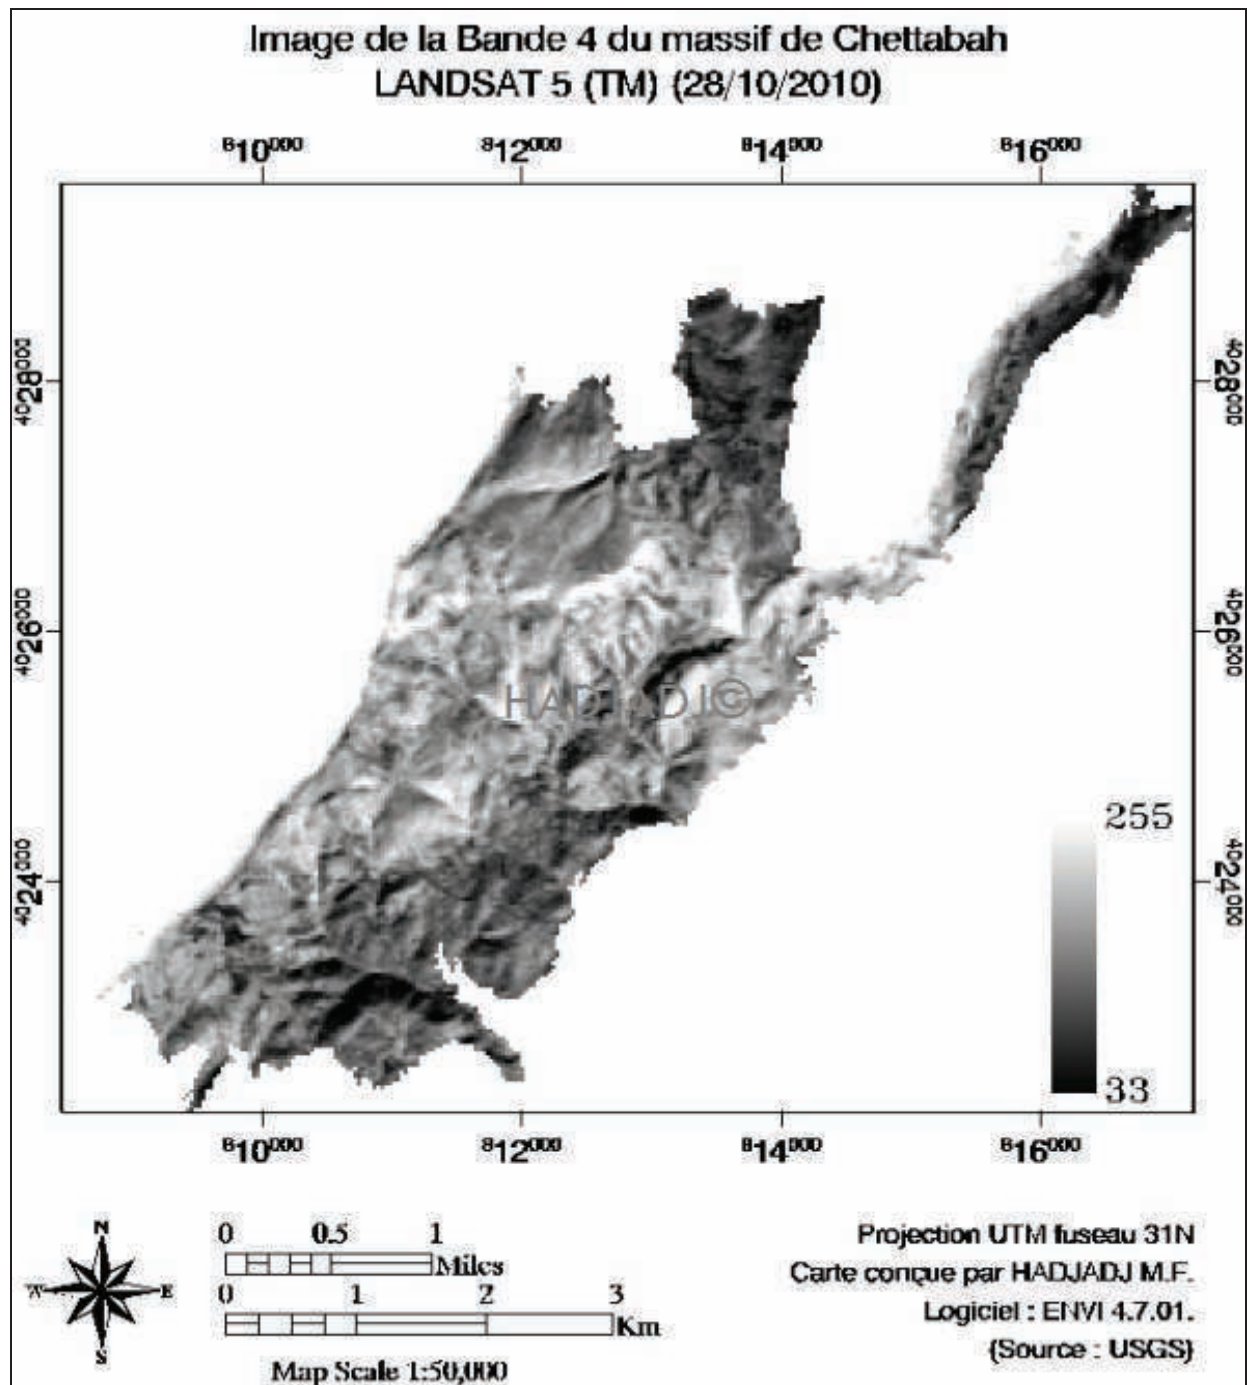 Image de la Bande 4 du massif de Chettabah
LANDSAT 5 (TM) (28/10/2010)
⁸10⁰⁰⁰ ⁸12⁰⁰⁰ ⁸14⁰⁰⁰ ⁸16⁰⁰⁰
⁴⁰28⁰⁰⁰ ⁴⁰28⁰⁰⁰
⁴⁰26⁰⁰⁰ ⁴⁰26⁰⁰⁰
HADJADJ©
255
⁴⁰24⁰⁰⁰ ⁴⁰24⁰⁰⁰
33
⁸10⁰⁰⁰ ⁸12⁰⁰⁰ ⁸14⁰⁰⁰ ⁸16⁰⁰⁰
N
W E
S
0 0.5 1
Miles
0 1 2 3
Km
Map Scale 1:50,000
Projection UTM fuseau 31N
Carte conçue par HADJADJ M.F.
Logiciel : ENVI 4.7.01.
(Source : USGS)